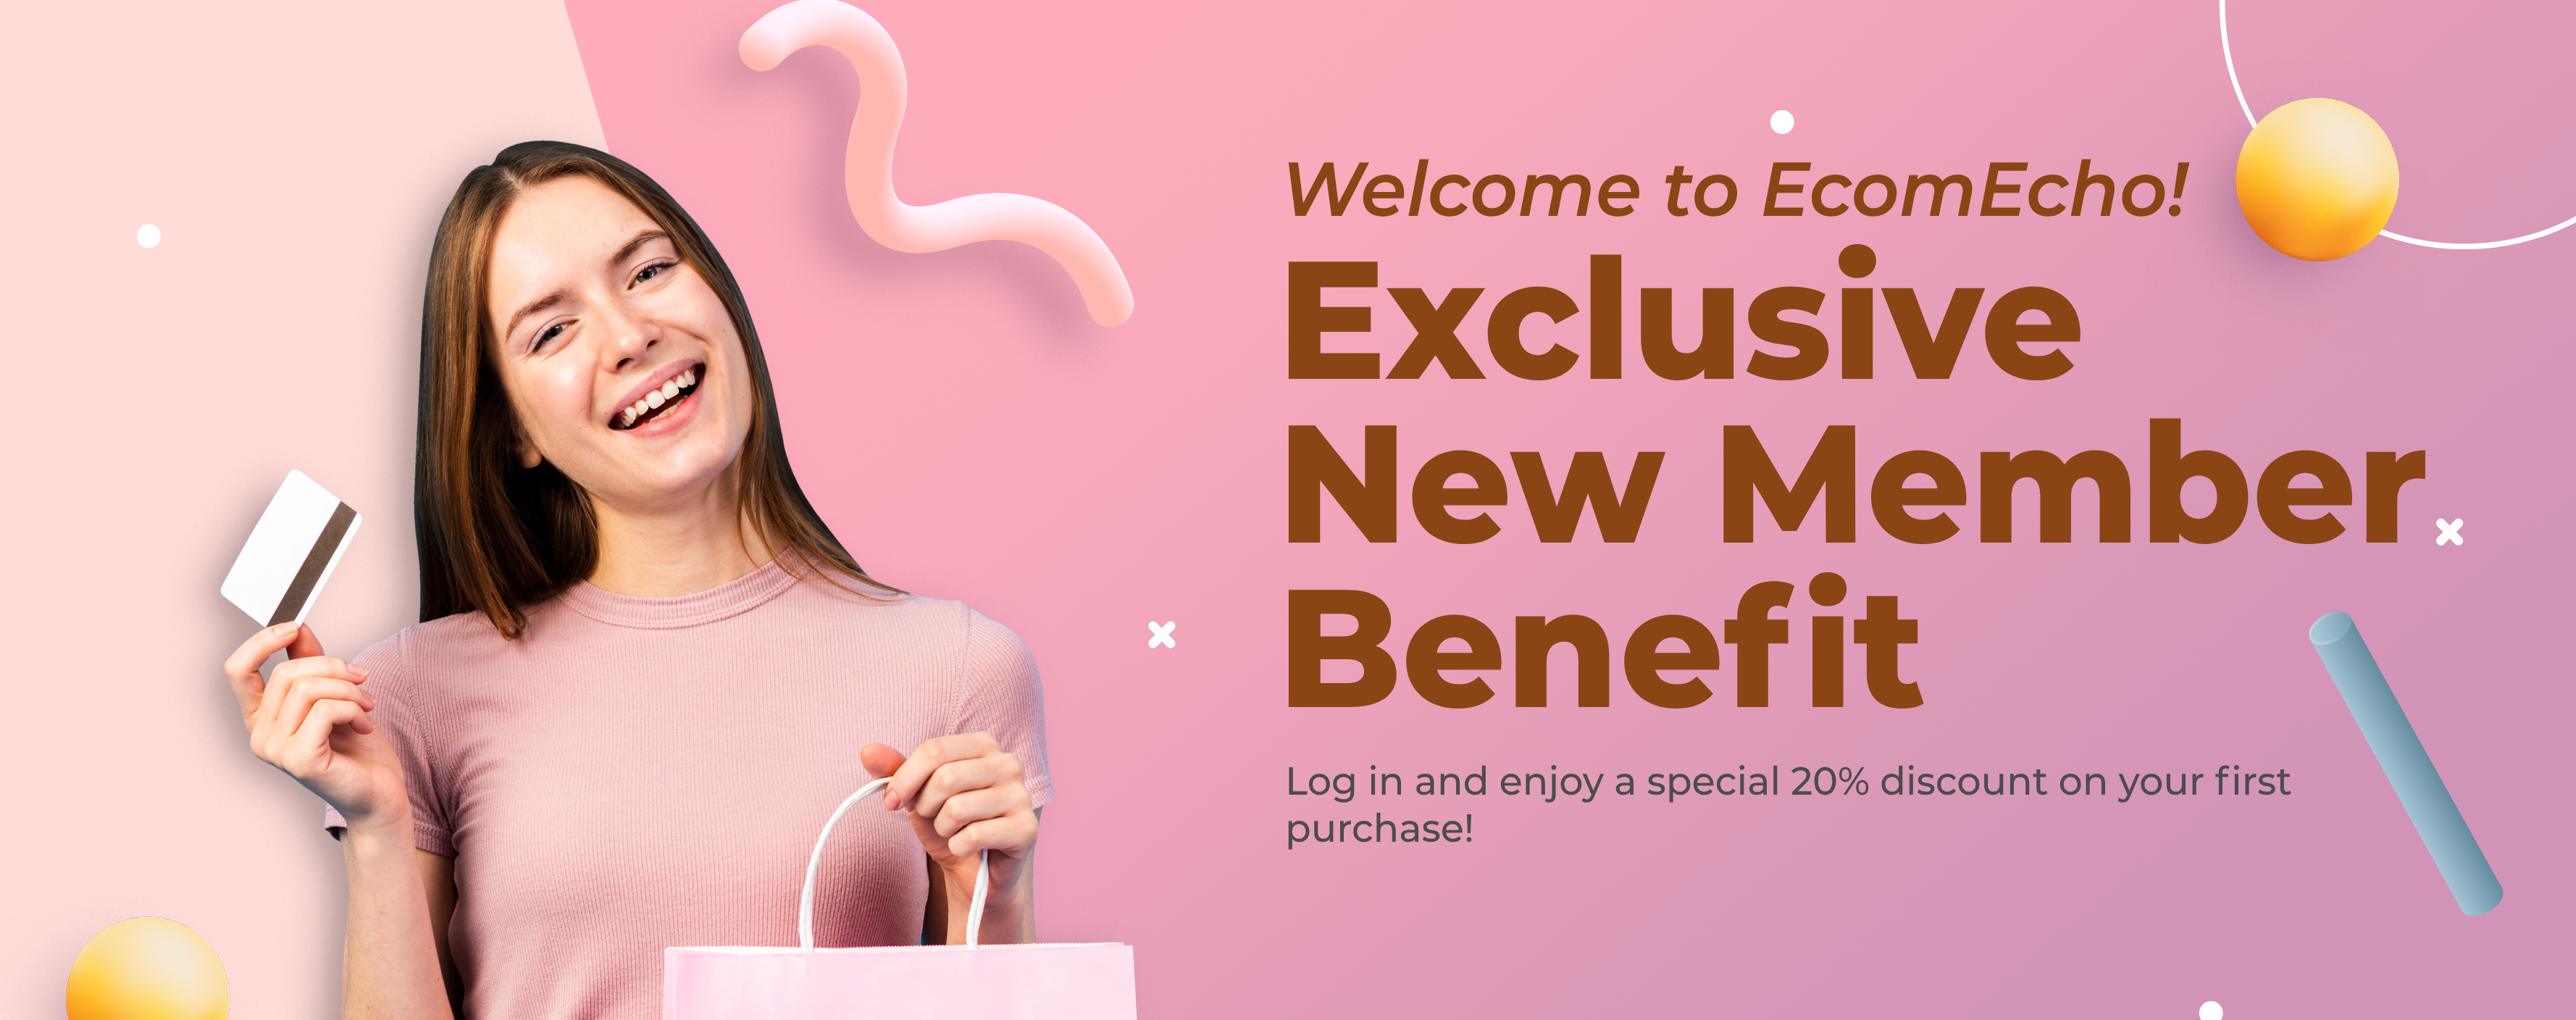 Welcome to EcomEcho!
Exclusive
New Member
Benefit
Log in and enjoy a special 20% discount on your first
purchase!